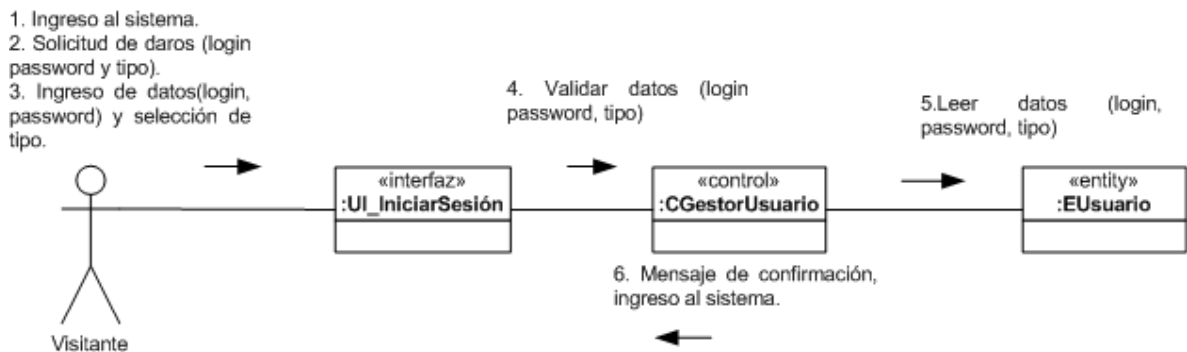 1. Ingreso al sistema.
2. Solicitud de daros (login
password y tipo).
3. Ingreso de datos(login,
password) y selección de
tipo.
4. Validar datos (login
password, tipo)
5.Leer datos (login,
password, tipo)
«interfaz»
:UI_IniciarSesión
«control»
:CGestorUsuario
«entity»
:EUsuario
6. Mensaje de confirmación,
ingreso al sistema.
Visitante